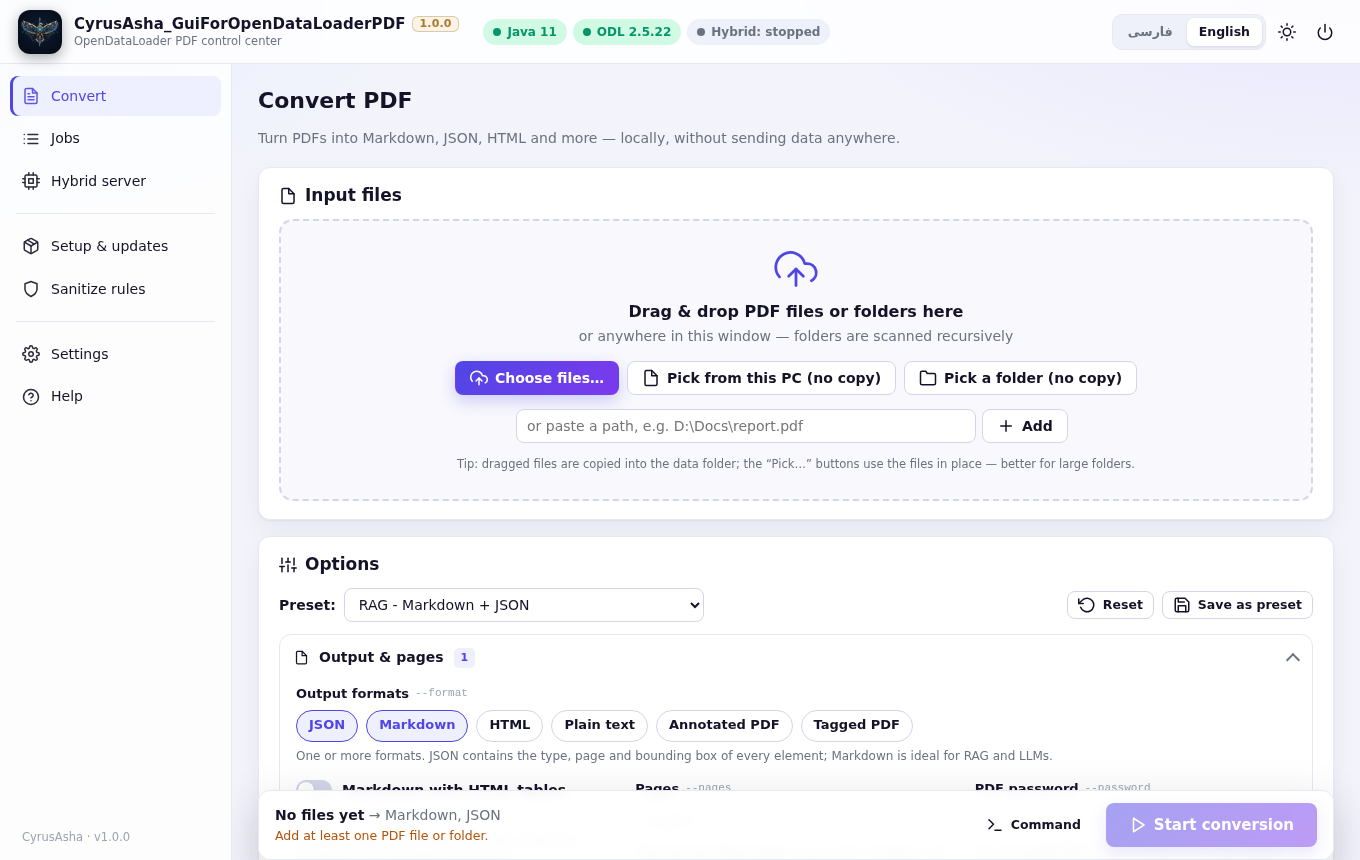 CyrusAsha_GuiForOpenDataLoaderPDF 1.0.0
OpenDataLoader PDF control center
Java 11
ODL 2.5.22
Hybrid: stopped
فارسی
English
Convert
Jobs
Hybrid server
Setup & updates
Sanitize rules
Settings
Help
CyrusAsha · v1.0.0
Convert PDF
Turn PDFs into Markdown, JSON, HTML and more — locally, without sending data anywhere.
Input files
Drag & drop PDF files or folders here
or anywhere in this window — folders are scanned recursively
Choose files... Pick from this PC (no copy) Pick a folder (no copy)
or paste a path, e.g. D:\Docs\report.pdf Add
Tip: dragged files are copied into the data folder; the “Pick…” buttons use the files in place — better for large folders.
Options
Preset: RAG - Markdown + JSON Reset Save as preset
Output & pages 1
Output formats --format
JSON Markdown HTML Plain text Annotated PDF Tagged PDF
One or more formats. JSON contains the type, page and bounding box of every element; Markdown is ideal for RAG and LLMs.
Markdown with HTML tables Pages --pages PDF password --password
No files yet → Markdown, JSON
Add at least one PDF file or folder.
Command
Start conversion